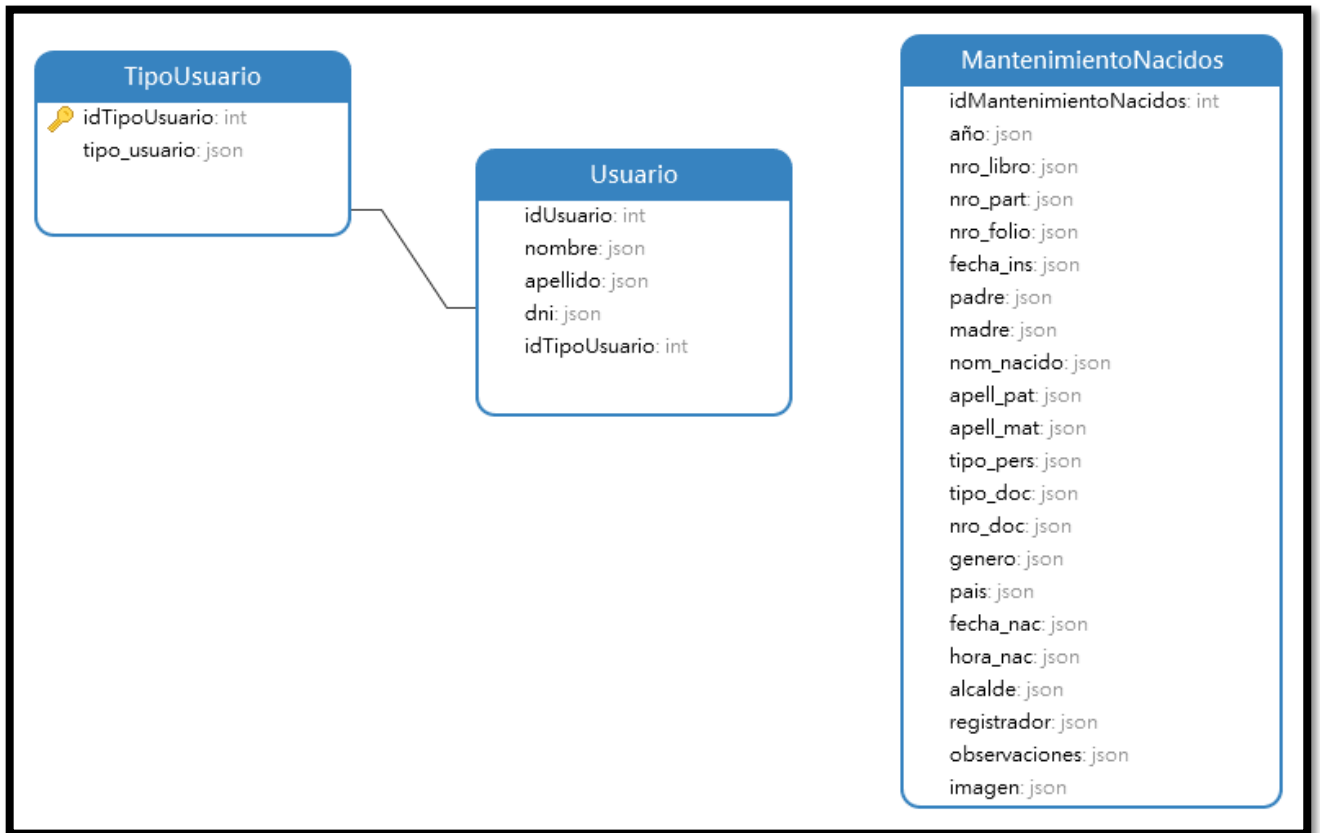 TipoUsuario
idTipoUsuario: int
tipo_usuario: json
Usuario
idUsuario: int
nombre: json
apellido: json
dni: json
idTipoUsuario: int
MantenimientoNacidos
idMantenimientoNacidos: int
año: json
nro_libro: json
nro_part: json
nro_folio: json
fecha_ins: json
padre: json
madre: json
nom_nacido: json
apell_pat: json
apell_mat: json
tipo_pers: json
tipo_doc: json
nro_doc: json
genero: json
pais: json
fecha_nac: json
hora_nac: json
alcalde: json
registrador: json
observaciones: json
imagen: json